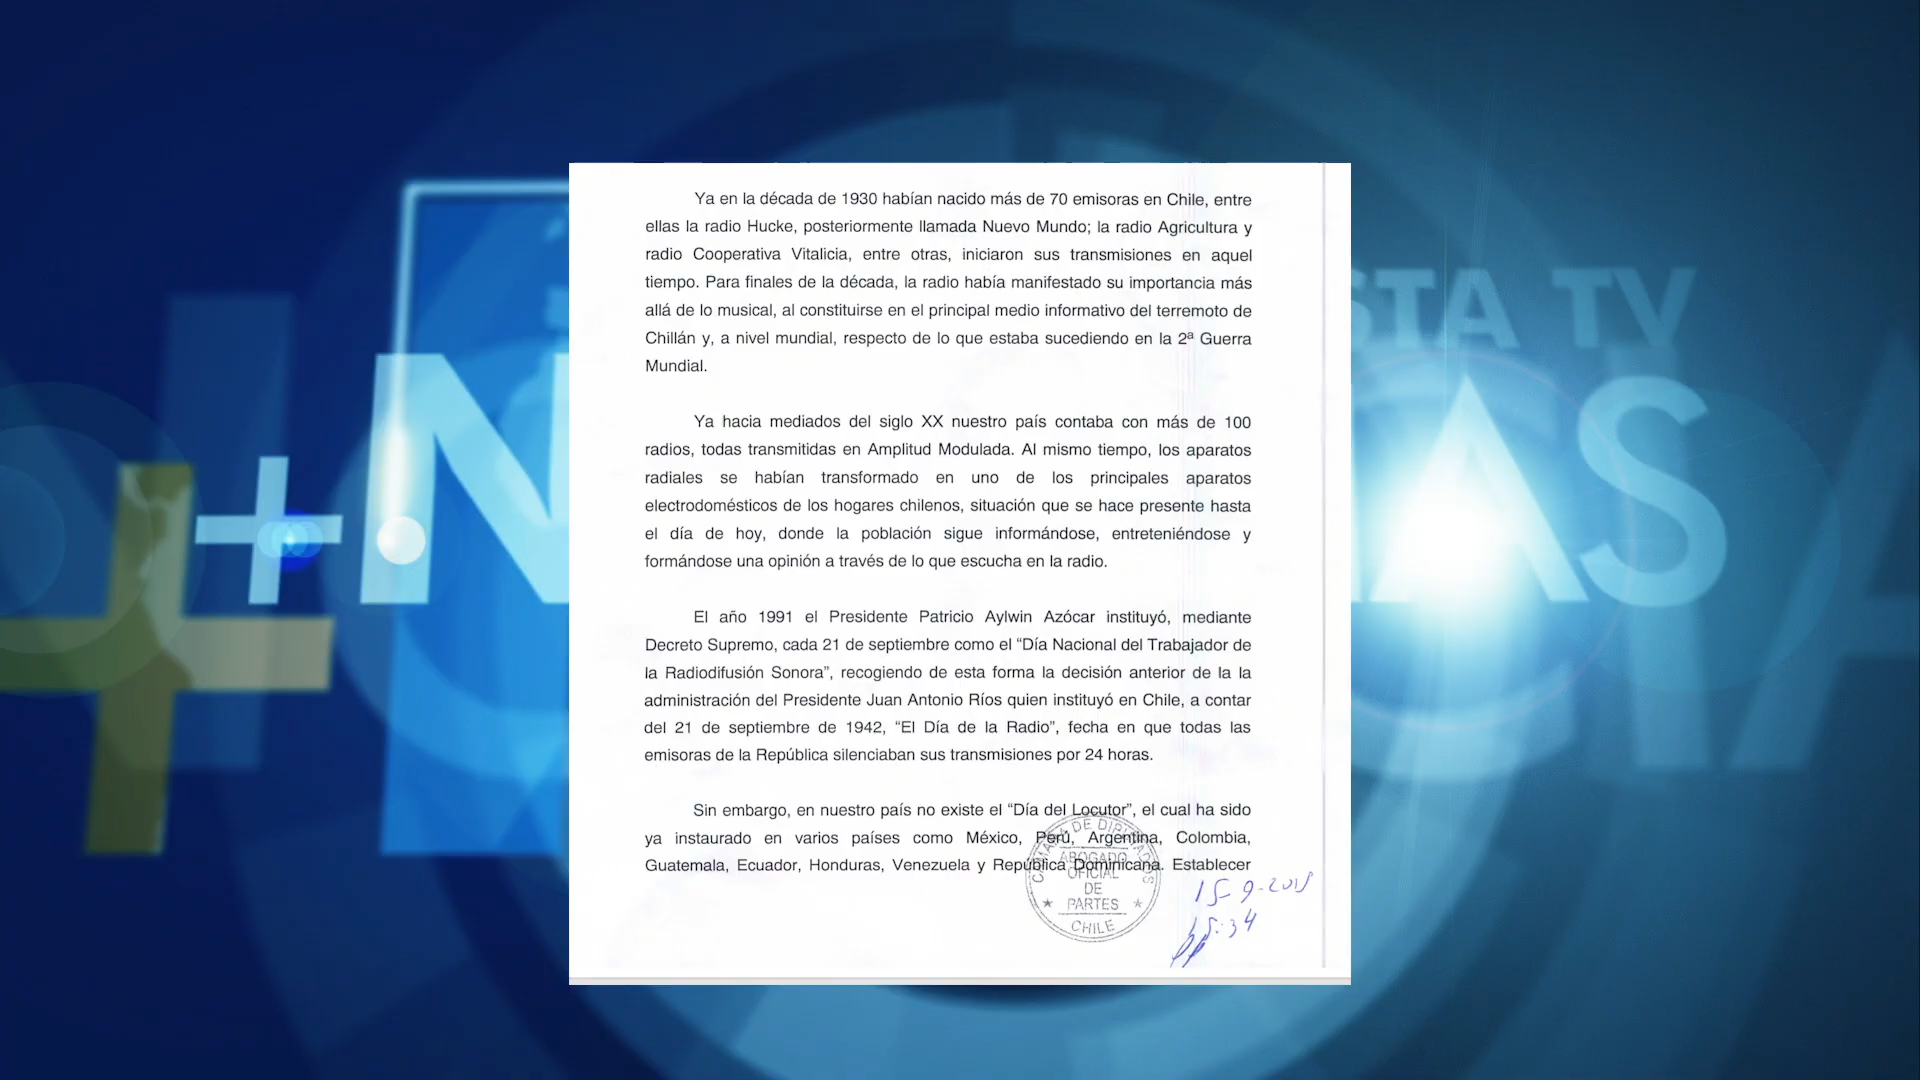 Ya en la década de 1930 habían nacido más de 70 emisoras en Chile, entre
ellas la radio Hucke, posteriormente llamada Nuevo Mundo; la radio Agricultura y
radio Cooperativa Vitalicia, entre otras, iniciaron sus transmisiones en aquel
tiempo. Para finales de la década, la radio había manifestado su importancia más
allá de lo musical, al constituirse en el principal medio informativo del terremoto de
Chillán y, a nivel mundial, respecto de lo que estaba sucediendo en la 2ª Guerra
Mundial.
Ya hacia mediados del siglo XX nuestro país contaba con más de 100
radios, todas transmitidas en Amplitud Modulada. Al mismo tiempo, los aparatos
radiales se habían transformado en uno de los principales aparatos
electrodomésticos de los hogares chilenos, situación que se hace presente hasta
el día de hoy, donde la población sigue informándose, entreteniéndose y
formándose una opinión a través de lo que escucha en la radio.
El año 1991 el Presidente Patricio Aylwin Azócar instituyó, mediante
Decreto Supremo, cada 21 de septiembre como el “Día Nacional del Trabajador de
la Radiodifusión Sonora”, recogiendo de esta forma la decisión anterior de la la
administración del Presidente Juan Antonio Ríos quien instituyó en Chile, a contar
del 21 de septiembre de 1942, “El Día de la Radio”, fecha en que todas las
emisoras de la República silenciaban sus transmisiones por 24 horas.
Sin embargo, en nuestro país no existe el “Día del Locutor”, el cual ha sido
ya instaurado en varios países como México, Perú, Argentina, Colombia,
Guatemala, Ecuador, Honduras, Venezuela y República Dominicana. Establecer
CÁMARA DE DIPUTADOS
ABOGADO
OFICIAL
DE
PARTES
CHILE
15:34
TV